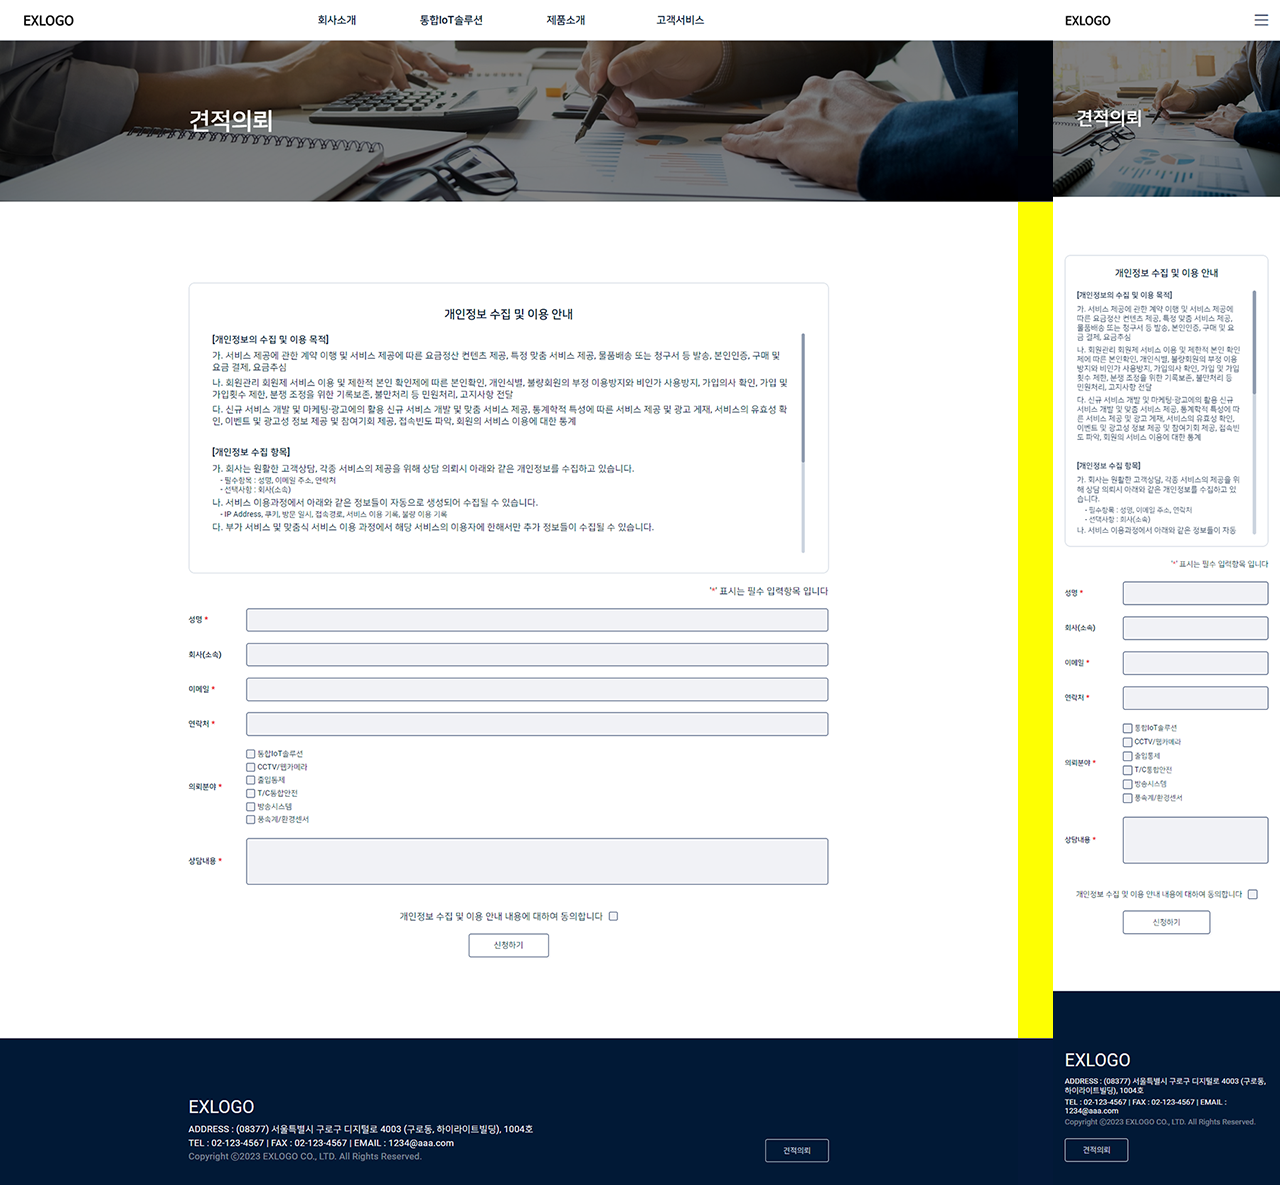 EXLOGO
회사소개
통합IoT솔루션
제품소개
고객서비스
견적의뢰
개인정보 수집 및 이용 안내
[개인정보의 수집 및 이용 목적]
가. 서비스 제공에 관한 계약 이행 및 서비스 제공에 따른 요금정산 컨텐츠 제공, 특정 맞춤 서비스 제공, 물품배송 또는 청구서 등 발송, 본인인증, 구매 및
요금 결제, 요금추심
나. 회원관리 회원제 서비스 이용 및 제한적 본인 확인제에 따른 본인확인, 개인식별, 불량회원의 부정 이용방지와 비인가 사용방지, 가입의사 확인, 가입 및
가입횟수 제한, 분쟁 조정을 위한 기록보존, 불만처리 등 민원처리, 고지사항 전달
다. 신규 서비스 개발 및 마케팅·광고에의 활용 신규 서비스 개발 및 맞춤 서비스 제공, 통계학적 특성에 따른 서비스 제공 및 광고 게재, 서비스의 유효성 확
인, 이벤트 및 광고성 정보 제공 및 참여기회 제공, 접속빈도 파악, 회원의 서비스 이용에 대한 통계
[개인정보 수집 항목]
가. 회사는 원활한 고객상담, 각종 서비스의 제공을 위해 상담 의뢰시 아래와 같은 개인정보를 수집하고 있습니다.
- 필수항목 : 성명, 이메일 주소, 연락처
- 선택사항 : 회사(소속)
나. 서비스 이용과정에서 아래와 같은 정보들이 자동으로 생성되어 수집될 수 있습니다.
- IP Address, 쿠키, 방문 일시, 접속경로, 서비스 이용 기록, 불량 이용 기록
다. 부가 서비스 및 맞춤식 서비스 이용 과정에서 해당 서비스의 이용자에 한해서만 추가 정보들이 수집될 수 있습니다.
'*' 표시는 필수 입력항목 입니다
성명 *
회사(소속)
이메일 *
연락처 *
의뢰분야 *
통합IoT솔루션
CCTV/웹카메라
출입통제
T/C통합안전
방송시스템
풍속계/환경센서
상담내용 *
개인정보 수집 및 이용 안내 내용에 대하여 동의합니다
신청하기
EXLOGO
ADDRESS : (08377) 서울특별시 구로구 디지털로 4003 (구로동, 하이라이트빌딩), 1004호
TEL : 02-123-4567 | FAX : 02-123-4567 | EMAIL : 1234@aaa.com
Copyright ⓒ2023 EXLOGO CO., LTD. All Rights Reserved.
견적의뢰
EXLOGO
견적의뢰
개인정보 수집 및 이용 안내
[개인정보의 수집 및 이용 목적]
가. 서비스 제공에 관한 계약 이행 및 서비스 제공에
따른 요금정산 컨텐츠 제공, 특정 맞춤 서비스 제공,
물품배송 또는 청구서 등 발송, 본인인증, 구매 및 요
금 결제, 요금추심
나. 회원관리 회원제 서비스 이용 및 제한적 본인 확인
제에 따른 본인확인, 개인식별, 불량회원의 부정 이용
방지와 비인가 사용방지, 가입의사 확인, 가입 및 가입
횟수 제한, 분쟁 조정을 위한 기록보존, 불만처리 등
민원처리, 고지사항 전달
다. 신규 서비스 개발 및 마케팅·광고에의 활용 신규
서비스 개발 및 맞춤 서비스 제공, 통계학적 특성에 따
른 서비스 제공 및 광고 게재, 서비스의 유효성 확인,
이벤트 및 광고성 정보 제공 및 참여기회 제공, 접속빈
도 파악, 회원의 서비스 이용에 대한 통계
[개인정보 수집 항목]
가. 회사는 원활한 고객상담, 각종 서비스의 제공을 위
해 상담 의뢰시 아래와 같은 개인정보를 수집하고 있
습니다.
- 필수항목 : 성명, 이메일 주소, 연락처
- 선택사항 : 회사(소속)
나. 서비스 이용과정에서 아래와 같은 정보들이 자동
'*' 표시는 필수 입력항목 입니다
성명 *
회사(소속)
이메일 *
연락처 *
의뢰분야 *
통합IoT솔루션
CCTV/웹카메라
출입통제
T/C통합안전
방송시스템
풍속계/환경센서
상담내용 *
개인정보 수집 및 이용 안내 내용에 대하여 동의합니다
신청하기
EXLOGO
ADDRESS : (08377) 서울특별시 구로구 디지털로 4003 (구로동,
하이라이트빌딩), 1004호
TEL : 02-123-4567 | FAX : 02-123-4567 | EMAIL :
1234@aaa.com
Copyright ⓒ2023 EXLOGO CO., LTD. All Rights Reserved.
견적의뢰